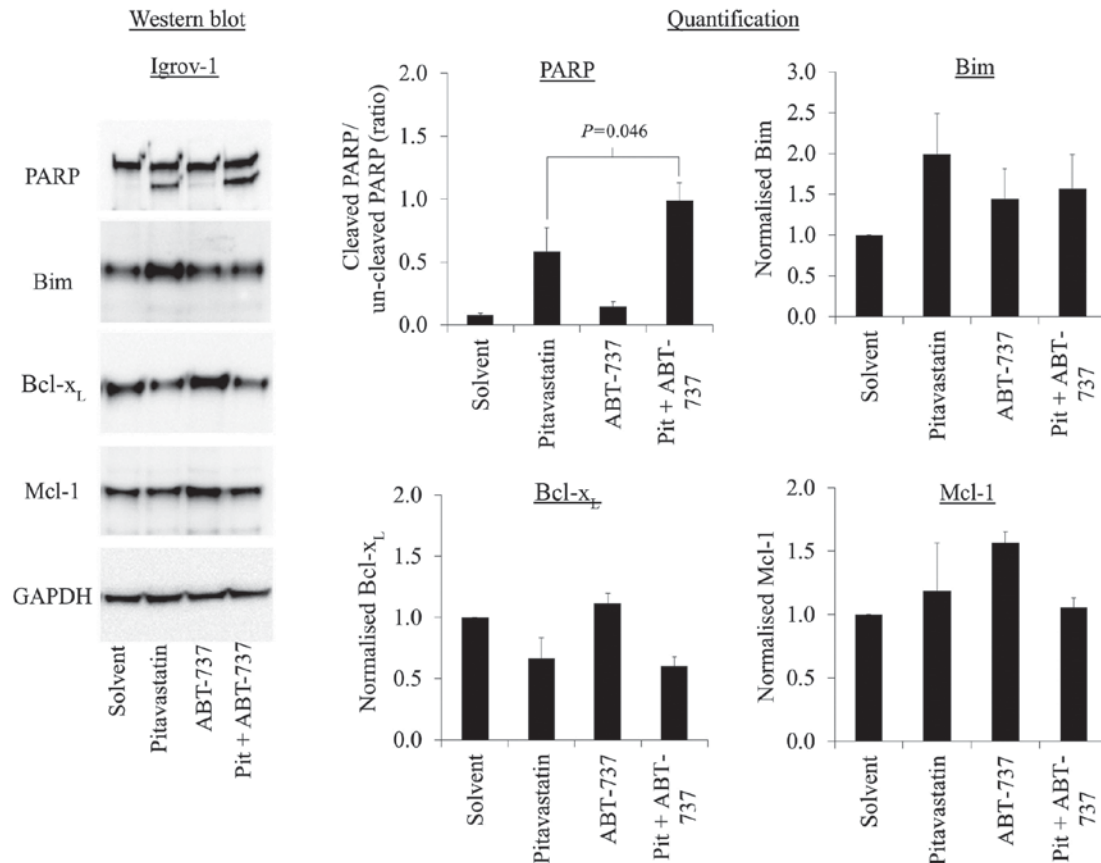 Western blot
Igrov-1
PARP
Bim
Bcl-xL
Mcl-1
GAPDH
Solvent
Pitavastatin
ABT-737
Pit + ABT-737
Quantification
PARP
Cleaved PARP/
un-cleaved PARP (ratio)
2.0
1.5
1.0
0.5
0.0
P=0.046
Solvent
Pitavastatin
ABT-737
Pit + ABT-
737
Bim
Normalised Bim
3.0
2.5
2.0
1.5
1.0
0.5
0.0
Solvent
Pitavastatin
ABT-737
Pit + ABT-
737
Bcl-xL
Normalised Bcl-xL
2.0
1.5
1.0
0.5
0.0
Solvent
Pitavastatin
ABT-737
Pit + ABT-
737
Mcl-1
Normalised Mcl-1
2.0
1.5
1.0
0.5
0.0
Solvent
Pitavastatin
ABT-737
Pit + ABT-
737